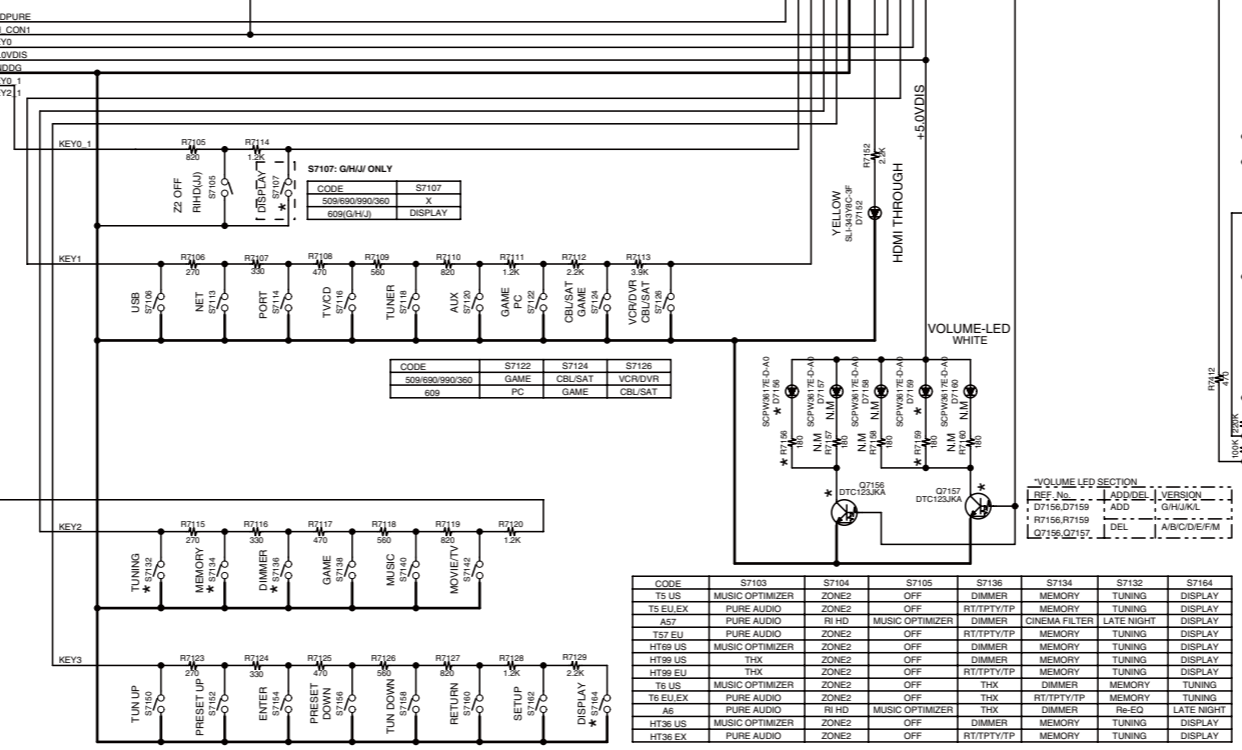 DPURE
_CON1
Y0
.0VDIS
NDDG
Y0_1
Y2_1
+5.0VDIS
KEY0_1
R7105
820
R7114
1.2K
Z2 OFF
RIHD(JJ)
S7105
DISPLAY
S7107
*
S7107: G/H/J/ ONLY
CODE S7107
509/690/990/360 X
609(G/H/J) DISPLAY
R7152
2.2K
YELLOW
SLI-343Y8C-3F
D7152
HDMI THROUGH
KEY1
R7106 R7107 R7108 R7109 R7110 R7111 R7112 R7113
270 330 470 560 820 1.2K 2.2K 3.9K
USB
S7106
NET
S7113
PORT
S7114
TV/CD
S7116
TUNER
S7118
AUX
S7120
GAME
PC
S7122
CBL/SAT
GAME
S7124
VCR/DVR
CBL/SAT
S7126
CODE S7122 S7124 S7126
509/690/990/360 GAME CBL/SAT VCR/DVR
609 PC GAME CBL/SAT
VOLUME-LED
WHITE
SCPW3617E-D-A0
* D7156
SCPW3617E-D-A0
D7157
N.M
SCPW3617E-D-A0
D7158
N.M
SCPW3617E-D-A0
* D7159
SCPW3617E-D-A0
D7160
N.M
* R7156
180
N.M
R7157
180
N.M
R7158
180
* R7159
180
N.M
R7160
180
R7412
470
100K
220K
* Q7156
DTC123JKA
Q7157 *
DTC123JKA
*VOLUME LED SECTION
REF. No. ADD/DEL VERSION
D7156,D7159 ADD G/H/J/K/L
R7156,R7159
Q7156,Q7157 DEL A/B/C/D/E/F/M
KEY2
R7115 R7116 R7117 R7118 R7119 R7120
270 330 470 560 820 1.2K
TUNING
* S7132
MEMORY
* S7134
DIMMER
* S7136
GAME
S7138
MUSIC
S7140
MOVIE/TV
S7142
KEY3
R7123 R7124 R7125 R7126 R7127 R7128 R7129
270 330 470 560 820 1.2K 2.2K
TUN UP
S7150
PRESET UP
S7152
ENTER
S7154
PRESET
DOWN
S7156
TUN DOWN
S7158
RETURN
S7160
SETUP
S7162
DISPLAY
* S7164
CODE S7103 S7104 S7105 S7136 S7134 S7132 S7164
T5 US MUSIC OPTIMIZER ZONE2 OFF DIMMER MEMORY TUNING DISPLAY
T5 EU,EX PURE AUDIO ZONE2 OFF RT/TPTY/TP MEMORY TUNING DISPLAY
A57 PURE AUDIO RI HD MUSIC OPTIMIZER DIMMER CINEMA FILTER LATE NIGHT DISPLAY
T57 EU PURE AUDIO ZONE2 OFF RT/TPTY/TP MEMORY TUNING DISPLAY
HT69 US MUSIC OPTIMIZER ZONE2 OFF DIMMER MEMORY TUNING DISPLAY
HT99 US THX ZONE2 OFF DIMMER MEMORY TUNING DISPLAY
HT99 EU THX ZONE2 OFF RT/TPTY/TP MEMORY TUNING DISPLAY
T6 US MUSIC OPTIMIZER ZONE2 OFF THX DIMMER MEMORY TUNING
T6 EU,EX PURE AUDIO ZONE2 OFF THX RT/TPTY/TP MEMORY TUNING
A6 PURE AUDIO RI HD MUSIC OPTIMIZER THX DIMMER Re-EQ LATE NIGHT
HT36 US MUSIC OPTIMIZER ZONE2 OFF DIMMER MEMORY TUNING DISPLAY
HT36 EX PURE AUDIO ZONE2 OFF RT/TPTY/TP MEMORY TUNING DISPLAY